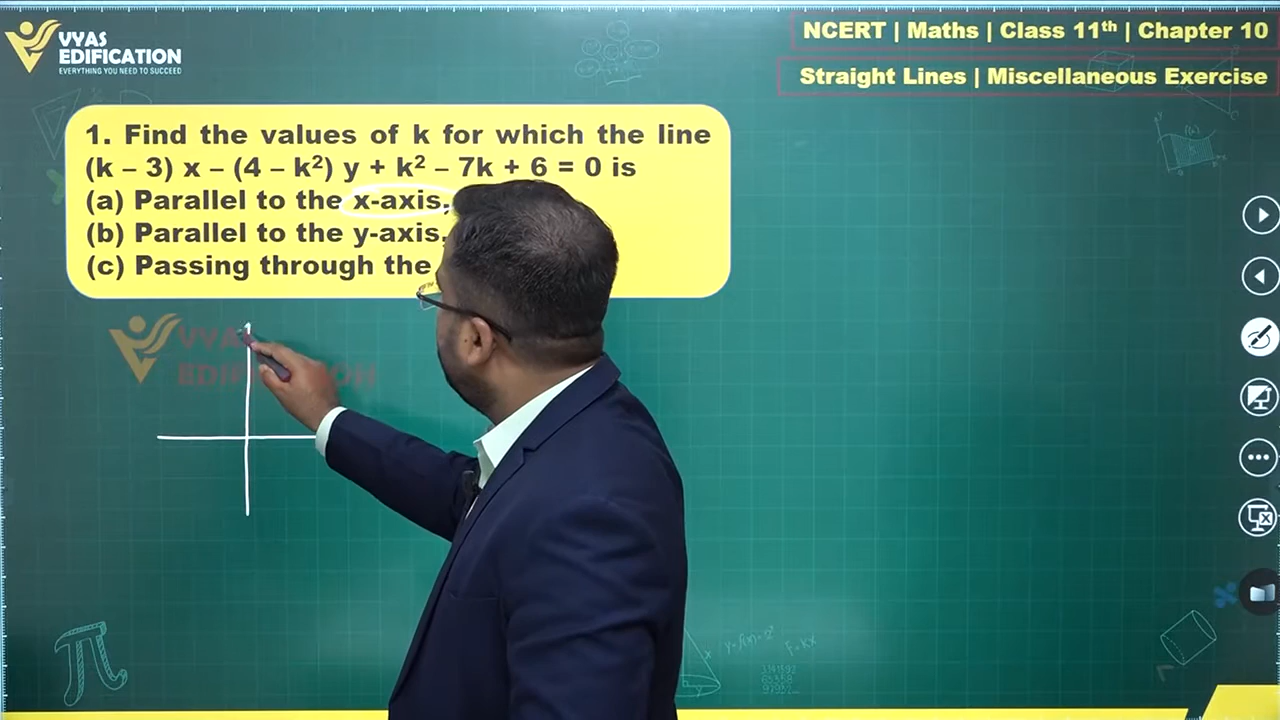 VYAS
EDIFICATION
EVERYTHING YOU NEED TO SUCCEED
NCERT | Maths | Class 11th | Chapter 10
Straight Lines | Miscellaneous Exercise
1. Find the values of k for which the line
(k – 3) x – (4 – k²) y + k² – 7k + 6 = 0 is
(a) Parallel to the x-axis,
(b) Parallel to the y-axis,
(c) Passing through the
VYAS